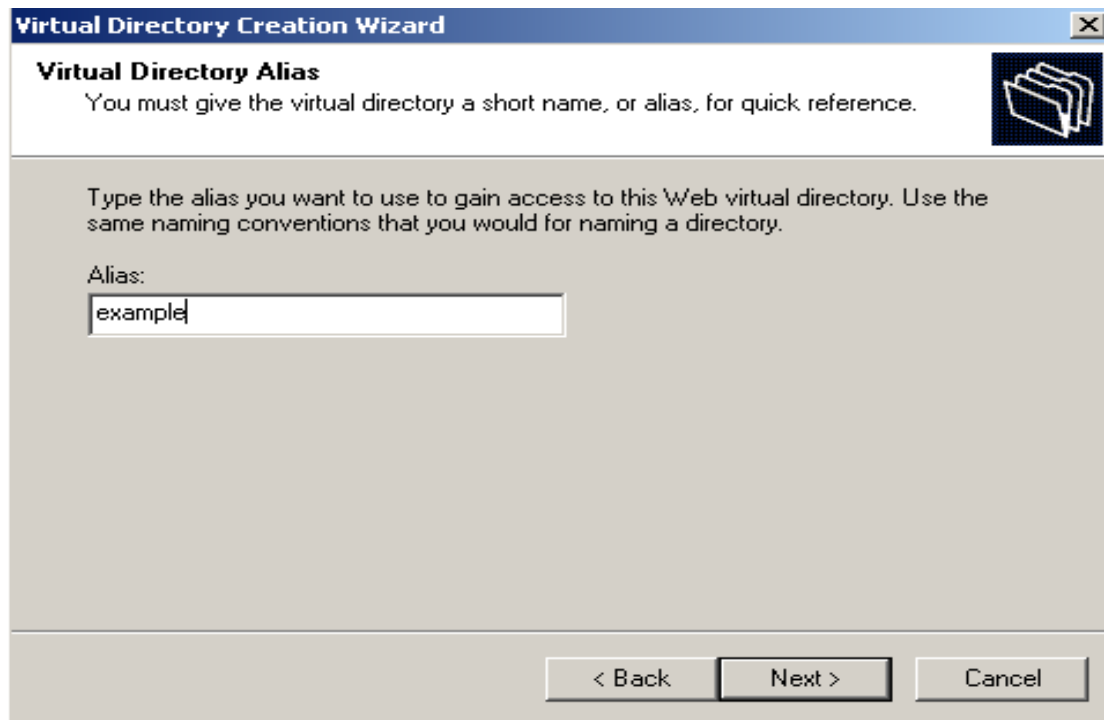 Virtual Directory Creation Wizard
Virtual Directory Alias
You must give the virtual directory a short name, or alias, for quick reference.
Type the alias you want to use to gain access to this Web virtual directory. Use the
same naming conventions that you would for naming a directory.
Alias:
example
< Back Next > Cancel